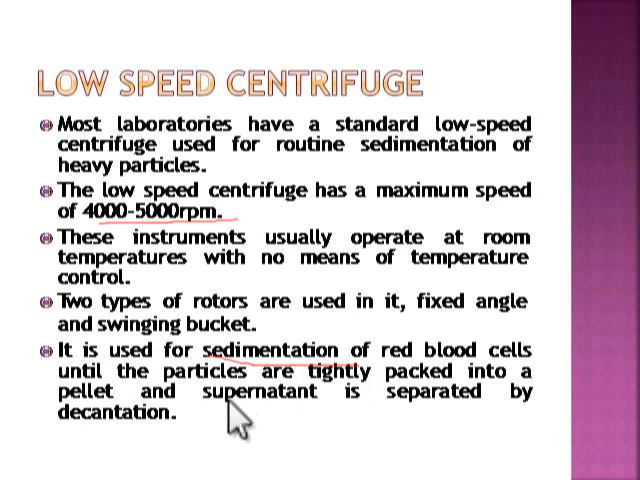 LOW SPEED CENTRIFUGE
Most laboratories have a standard low-speed
centrifuge used for routine sedimentation of
heavy particles.
The low speed centrifuge has a maximum speed
of 4000-5000rpm.
These instruments usually operate at room
temperatures with no means of temperature
control.
Two types of rotors are used in it, fixed angle
and swinging bucket.
It is used for sedimentation of red blood cells
until the particles are tightly packed into a
pellet and supernatant is separated by
decantation.